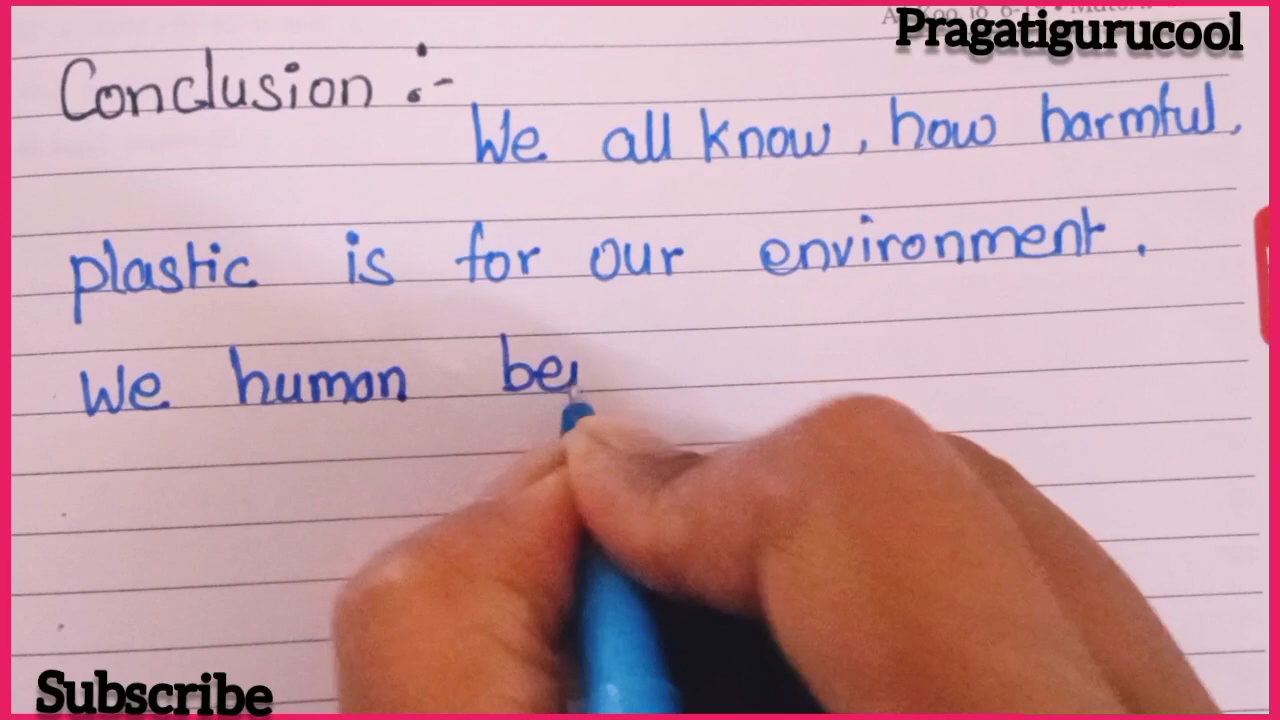 Pragatigurucool
Conclusion :-
We all know, how harmful,
plastic is for our environment.
We human be
Subscribe